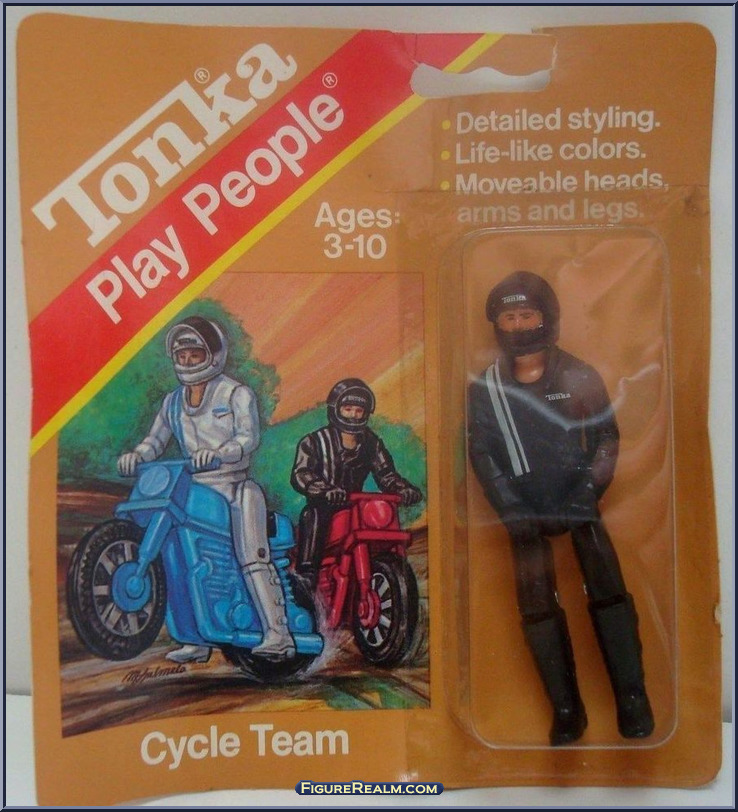 Tonka®
Play People®
• Detailed styling.
• Life-like colors.
• Moveable heads,
arms and legs.
Ages:
3-10
Tonka
Tonka
Cycle Team
FigureRealm.com